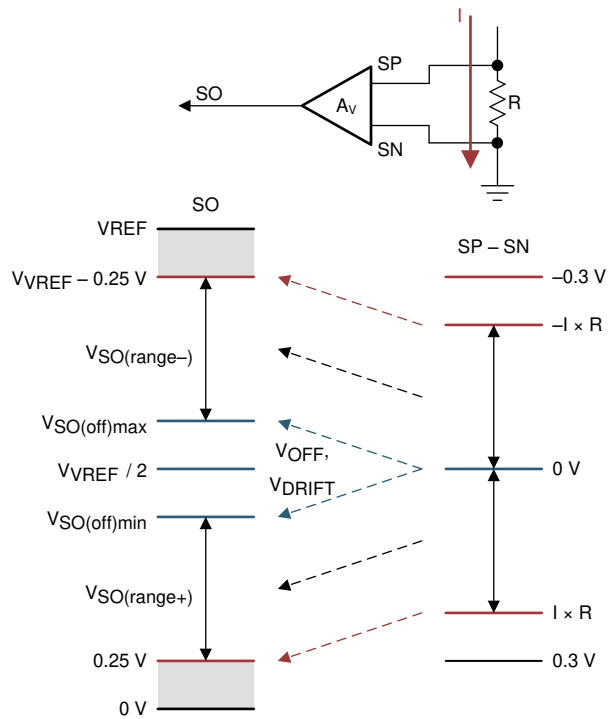 I
SP
SO
AV
R
SN
SO
VREF
SP – SN
VVREF – 0.25 V
–0.3 V
–I × R
VSO(range–)
VSO(off)max
VOFF,
VVREF / 2
0 V
VDRIFT
VSO(off)min
VSO(range+)
I × R
0.25 V
0.3 V
0 V